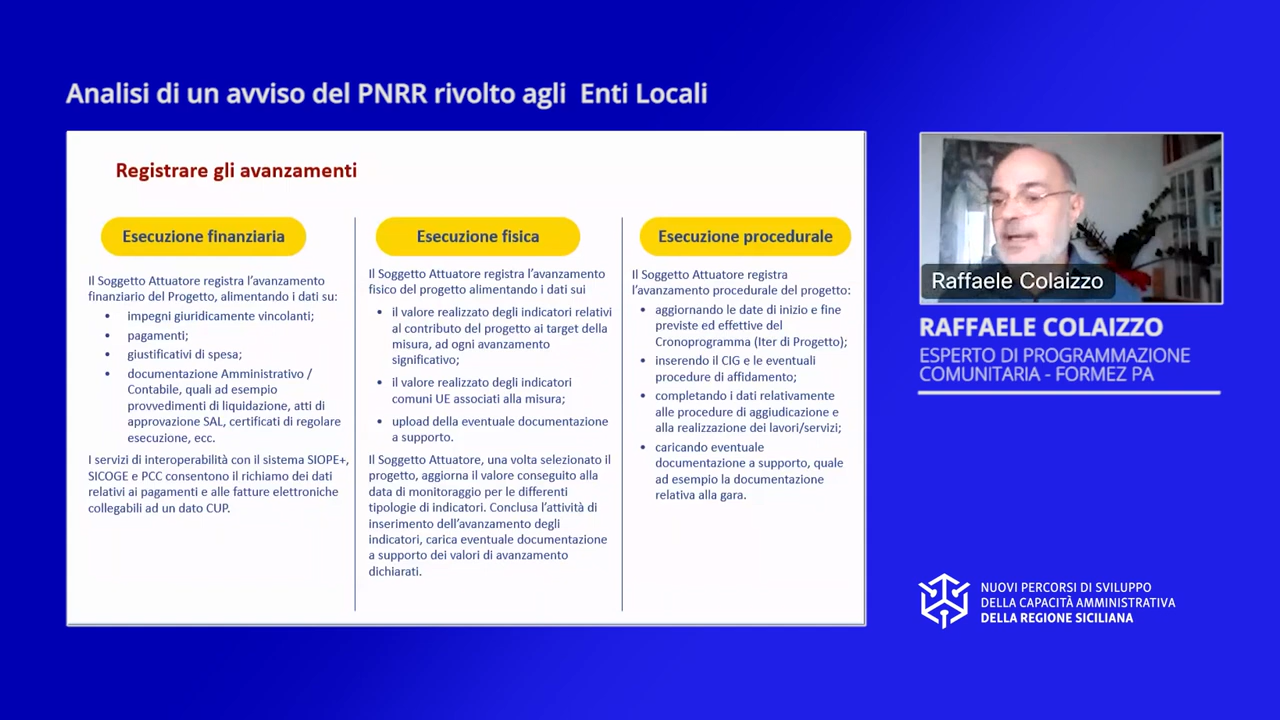 Analisi di un avviso del PNRR rivolto agli  Enti Locali
Registrare gli avanzamenti
Esecuzione finanziaria
Il Soggetto Attuatore registra l'avanzamento
finanziario del Progetto, alimentando i dati su:
• impegni giuridicamente vincolanti;
• pagamenti;
• giustificativi di spesa;
• documentazione Amministrativo /
Contabile, quali ad esempio
provvedimenti di liquidazione, atti di
approvazione SAL, certificati di regolare
esecuzione, ecc.
I servizi di interoperabilità con il sistema SIOPE+,
SICOGE e PCC consentono il richiamo dei dati
relativi ai pagamenti e alle fatture elettroniche
collegabili ad un dato CUP.
Esecuzione fisica
Il Soggetto Attuatore registra l'avanzamento
fisico del progetto alimentando i dati sui
• il valore realizzato degli indicatori relativi
al contributo del progetto ai target della
misura, ad ogni avanzamento
significativo;
• il valore realizzato degli indicatori
comuni UE associati alla misura;
• upload della eventuale documentazione
a supporto.
Il Soggetto Attuatore, una volta selezionato il
progetto, aggiorna il valore conseguito alla
data di monitoraggio per le differenti
tipologie di indicatori. Conclusa l'attività di
inserimento dell'avanzamento degli
indicatori, carica eventuale documentazione
a supporto dei valori di avanzamento
dichiarati.
Esecuzione procedurale
Il Soggetto Attuatore registra
l'avanzamento procedurale del progetto:
• aggiornando le date di inizio e fine
previste ed effettive del
Cronoprogramma (Iter di Progetto);
• inserendo il CIG e le eventuali
procedure di affidamento;
• completando i dati relativamente
alle procedure di aggiudicazione e
alla realizzazione dei lavori/servizi;
• caricando eventuale
documentazione a supporto, quale
ad esempio la documentazione
relativa alla gara.
Raffaele Colaizzo
RAFFAELE COLAIZZO
ESPERTO DI PROGRAMMAZIONE
COMUNITARIA - FORMEZ PA
NUOVI PERCORSI DI SVILUPPO
DELLA CAPACITÀ AMMINISTRATIVA
DELLA REGIONE SICILIANA